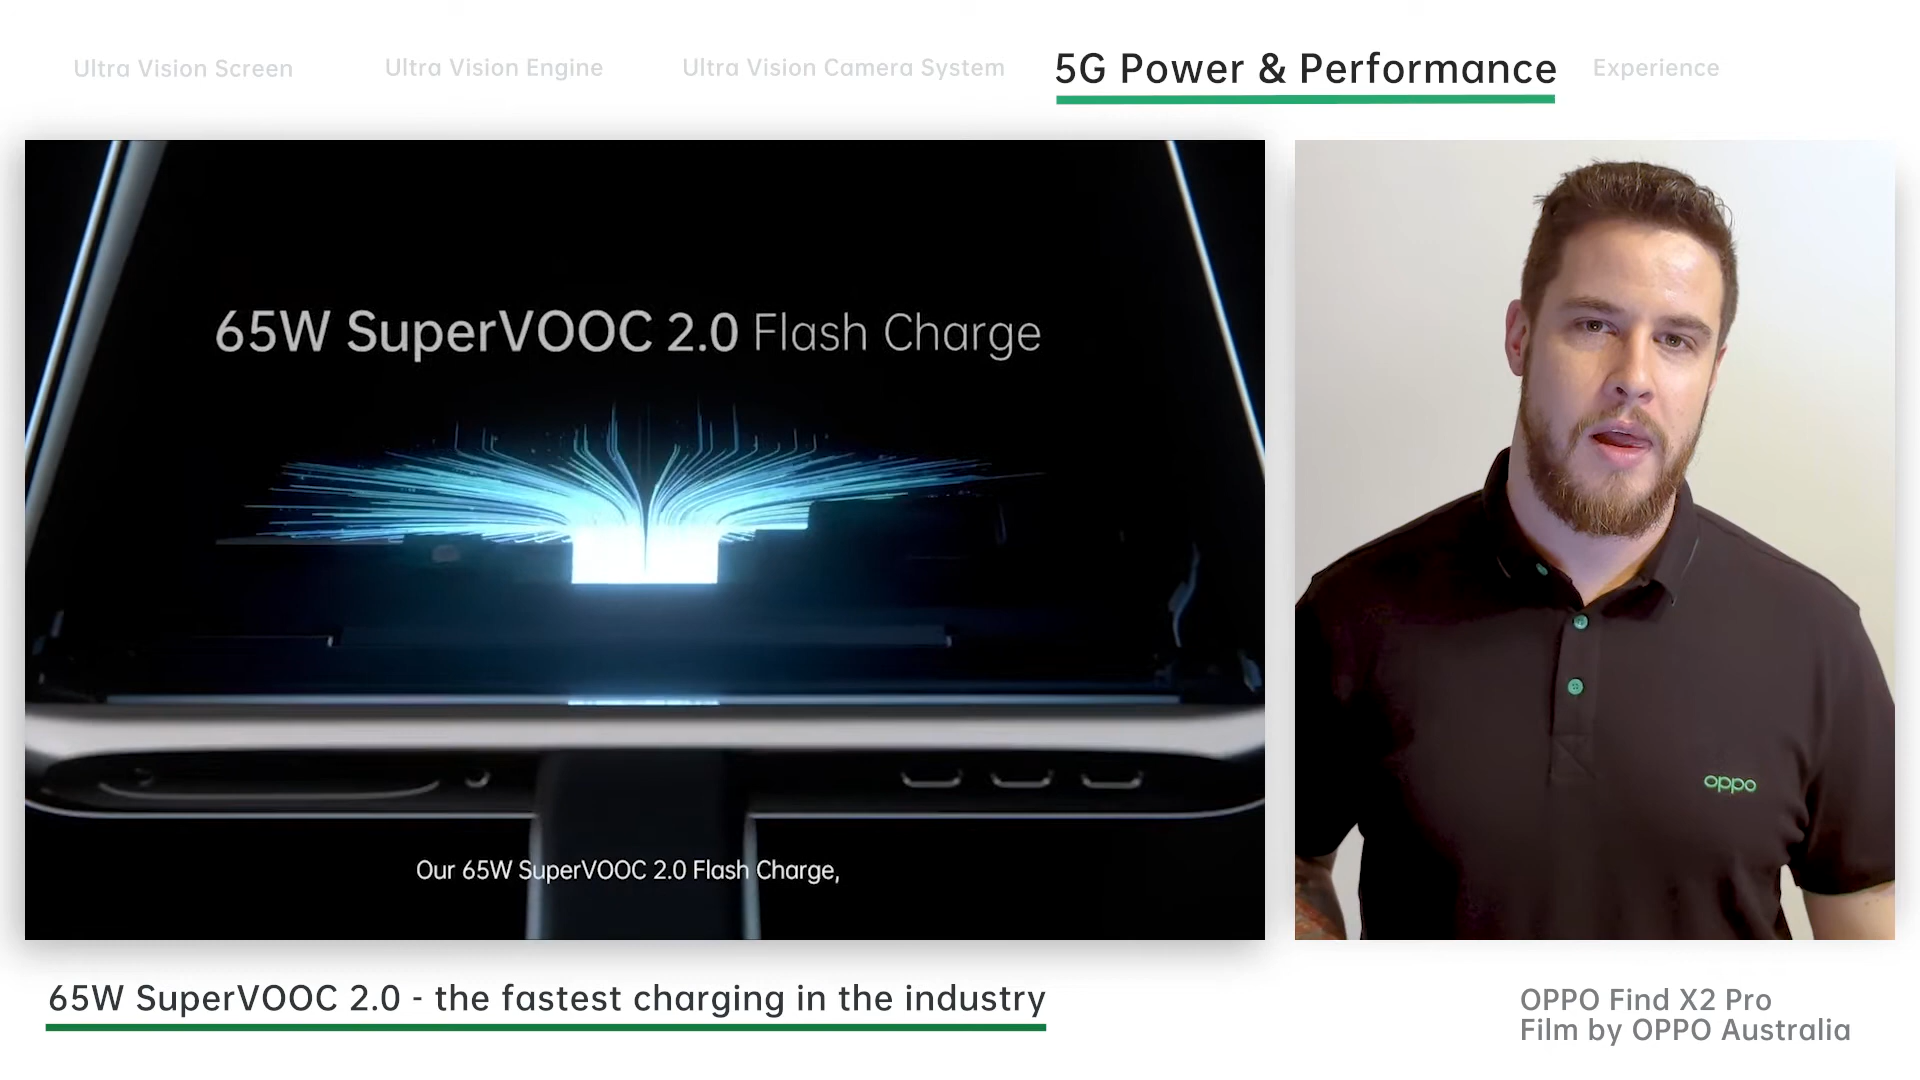 Ultra Vision Screen
Ultra Vision Engine
Ultra Vision Camera System
5G Power & Performance
Experience
65W SuperVOOC 2.0 Flash Charge
Our 65W SuperVOOC 2.0 Flash Charge,
oppo
65W SuperVOOC 2.0 - the fastest charging in the industry
OPPO Find X2 Pro
Film by OPPO Australia